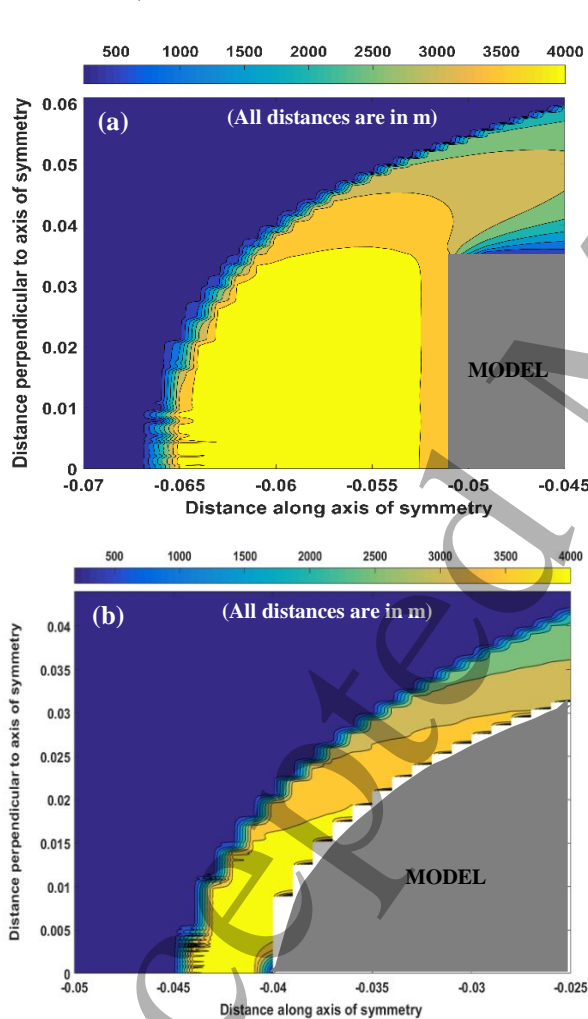 500 1000 1500 2000 2500 3000 3500 4000
(a)
(All distances are in m)
0.06
0.05
0.04
0.03
0.02
0.01
0
Distance perpendicular to axis of symmetry
MODEL
-0.07 -0.065 -0.06 -0.055 -0.05 -0.045
Distance along axis of symmetry
500 1000 1500 2000 2500 3000 3500 4000
(b)
(All distances are in m)
0.04
0.035
0.03
0.025
0.02
0.015
0.01
0.005
0
Distance perpendicular to axis of symmetry
MODEL
-0.05 -0.045 -0.04 -0.035 -0.03 -0.025
Distance along axis of symmetry
cepted M